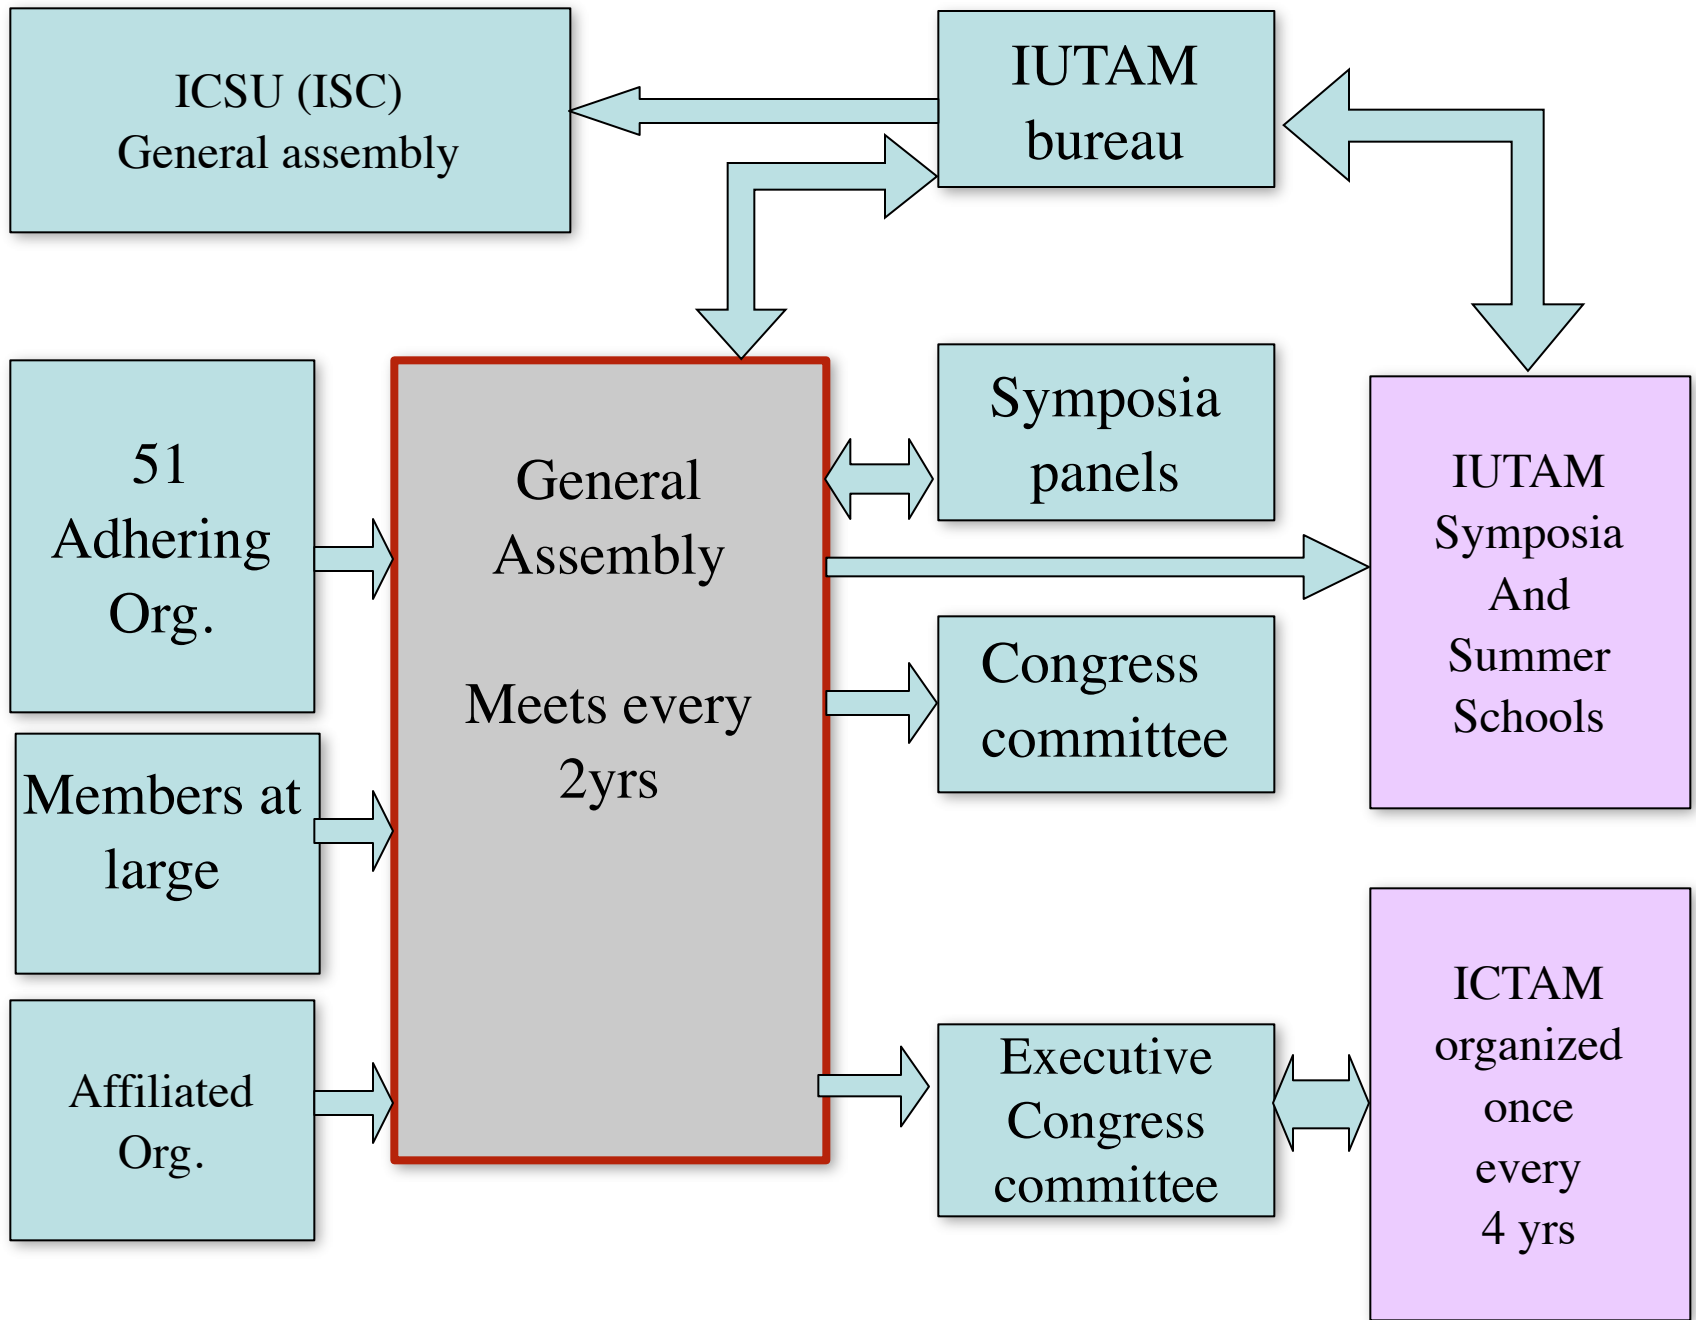 ICSU (ISC)
General assembly
IUTAM
bureau
51
Adhering
Org.
Members at
large
Affiliated
Org.
General
Assembly
Meets every
2yrs
Symposia
panels
Congress
committee
Executive
Congress
committee
IUTAM
Symposia
And
Summer
Schools
ICTAM
organized
once
every
4 yrs